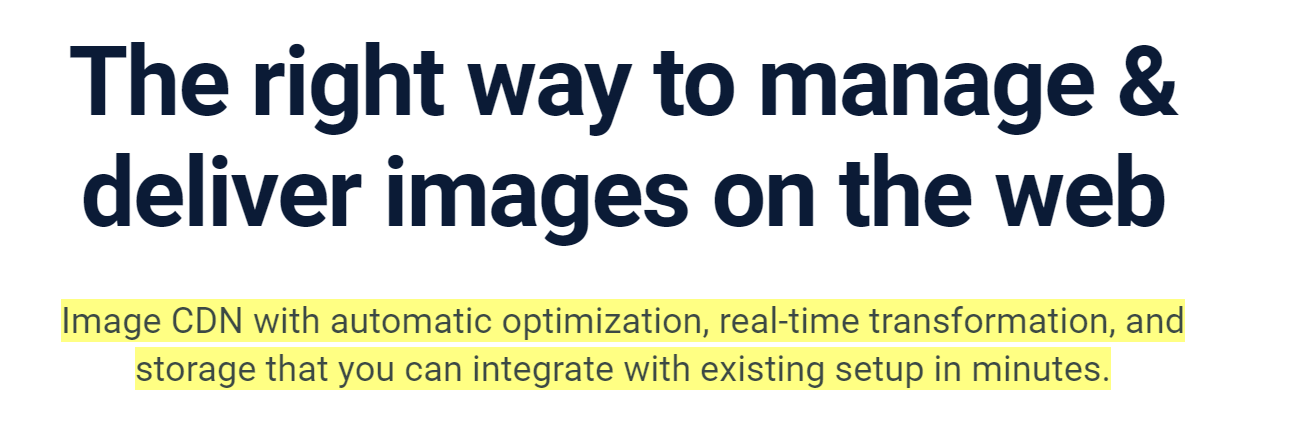 The right way to manage &
deliver images on the web
Image CDN with automatic optimization, real-time transformation, and
storage that you can integrate with existing setup in minutes.